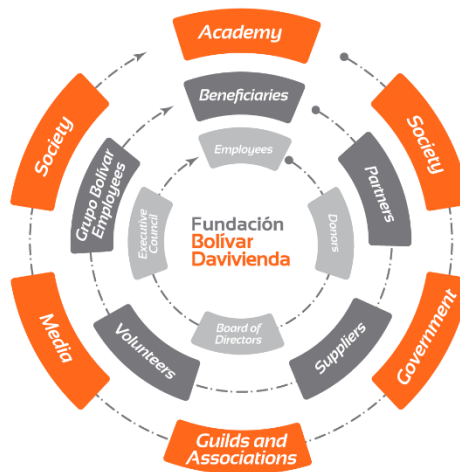 Academy
Beneficiaries
Employees
Society
Society
Grupo Bolívar
Employees
Partners
Executive
Council
Donors
Fundación
Bolívar
Davivienda
Board of
Directors
Media
Volunteers
Suppliers
Government
Guilds and
Associations